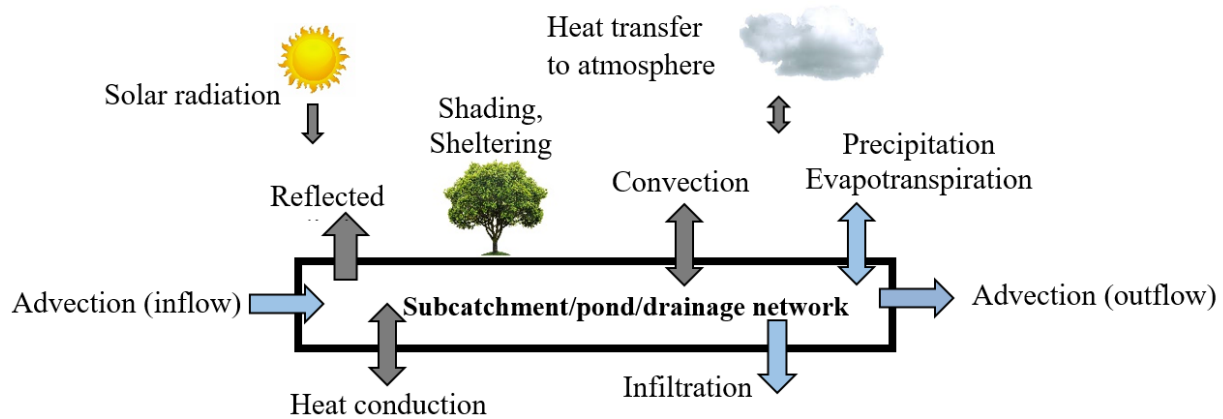 Heat transfer
to atmosphere
Solar radiation
Shading,
Sheltering
Precipitation
Evapotranspiration
Reflected
Convection
Advection (inflow)
Subcatchment/pond/drainage network
Advection (outflow)
Infiltration
Heat conduction